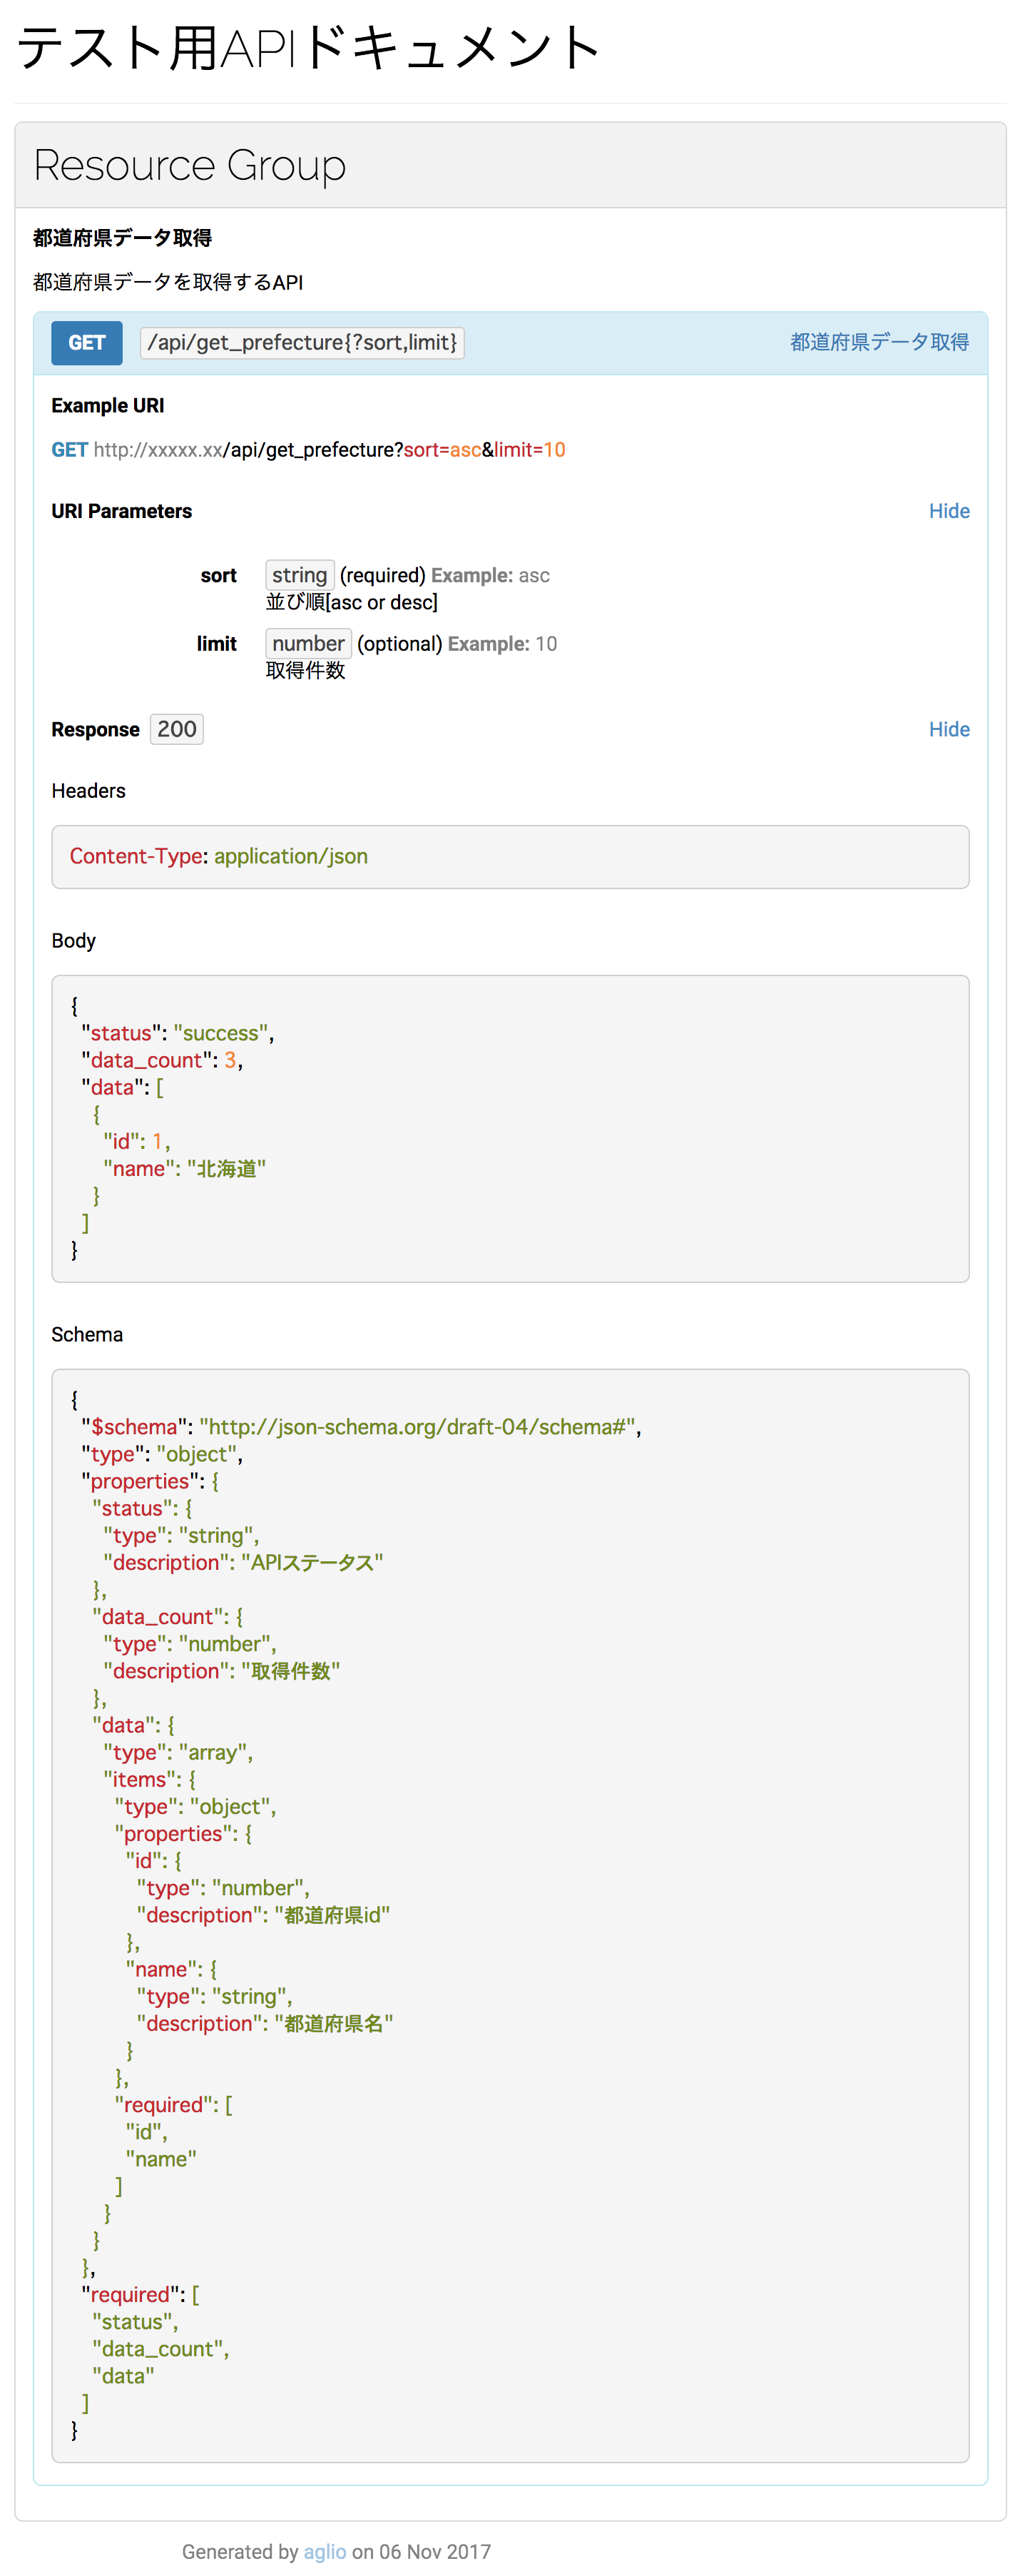 テスト用APIドキュメント
Resource Group
都道府県データ取得
都道府県データを取得するAPI
GET /api/get_prefecture{?sort,limit} 都道府県データ取得
Example URI
GET http://xxxxx.xx/api/get_prefecture?sort=asc&limit=10
URI Parameters Hide
sort string (required) Example: asc
並び順[asc or desc]
limit number (optional) Example: 10
取得件数
Response 200 Hide
Headers
Content-Type: application/json
Body
{
  "status": "success",
  "data_count": 3,
  "data": [
    {
      "id": 1,
      "name": "北海道"
    }
  ]
}
Schema
{
  "$schema": "http://json-schema.org/draft-04/schema#",
  "type": "object",
  "properties": {
    "status": {
      "type": "string",
      "description": "APIステータス"
    },
    "data_count": {
      "type": "number",
      "description": "取得件数"
    },
    "data": {
      "type": "array",
      "items": {
        "type": "object",
        "properties": {
          "id": {
            "type": "number",
            "description": "都道府県id"
          },
          "name": {
            "type": "string",
            "description": "都道府県名"
          }
        },
        "required": [
          "id",
          "name"
        ]
      }
    }
  },
  "required": [
    "status",
    "data_count",
    "data"
  ]
}
Generated by aglio on 06 Nov 2017